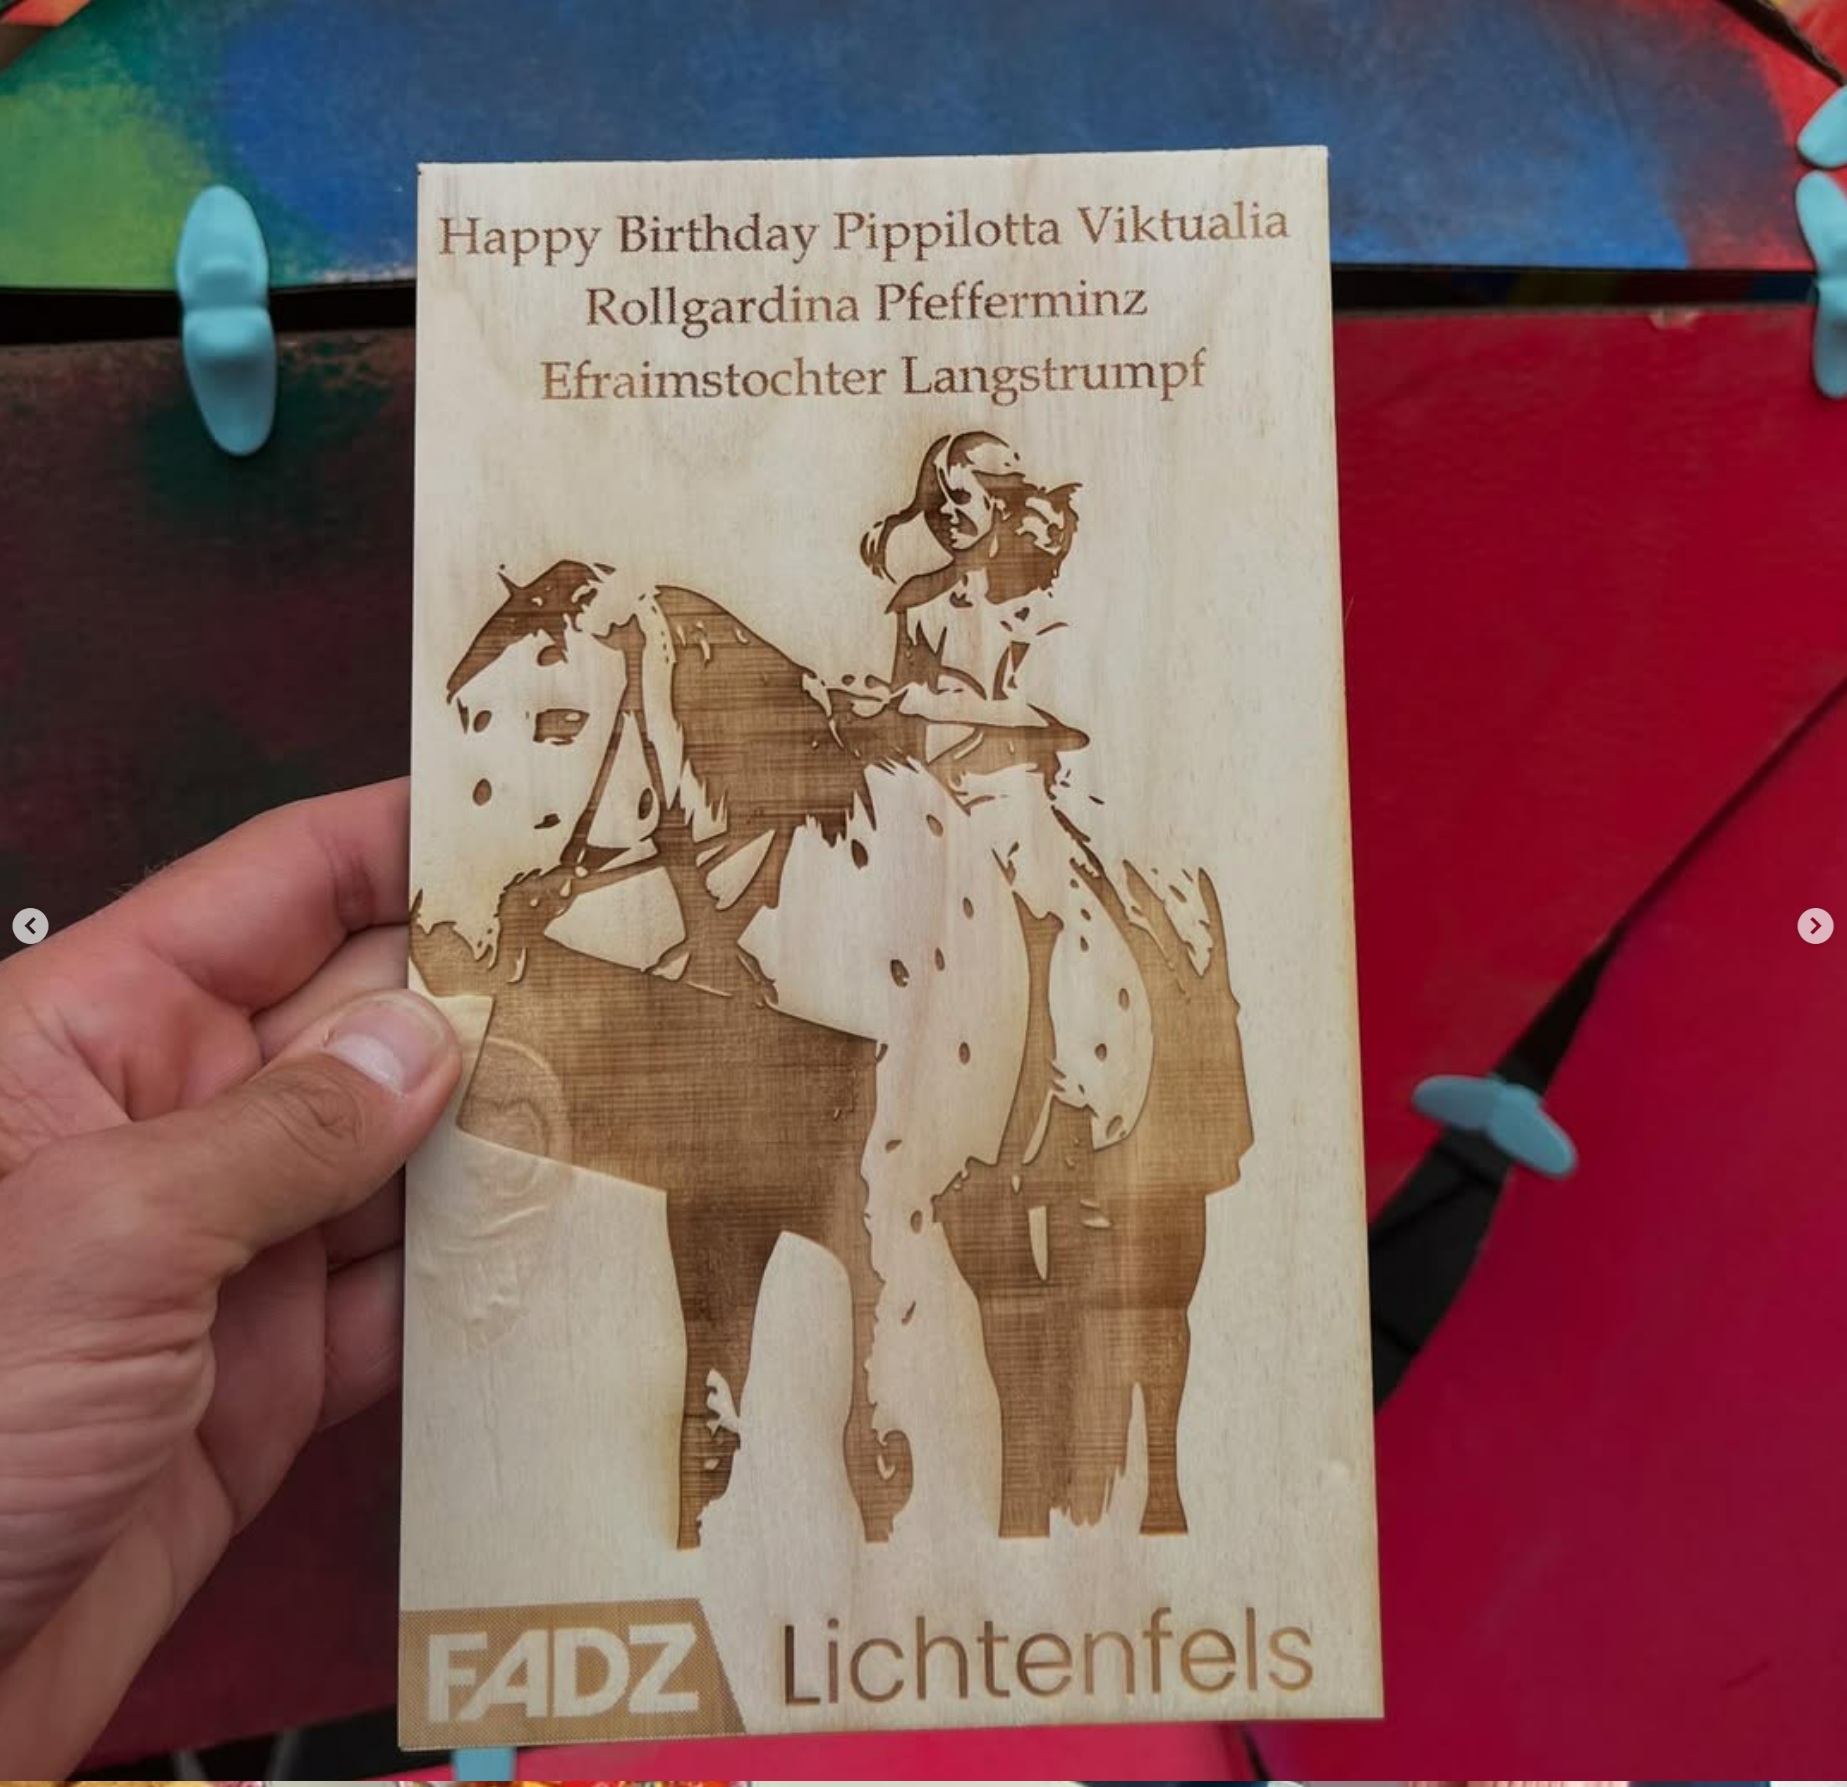 Happy Birthday Pippilotta Viktualia
Rollgardina Pfefferminz
Efraimstochter Langstrumpf
FADZ Lichtenfels